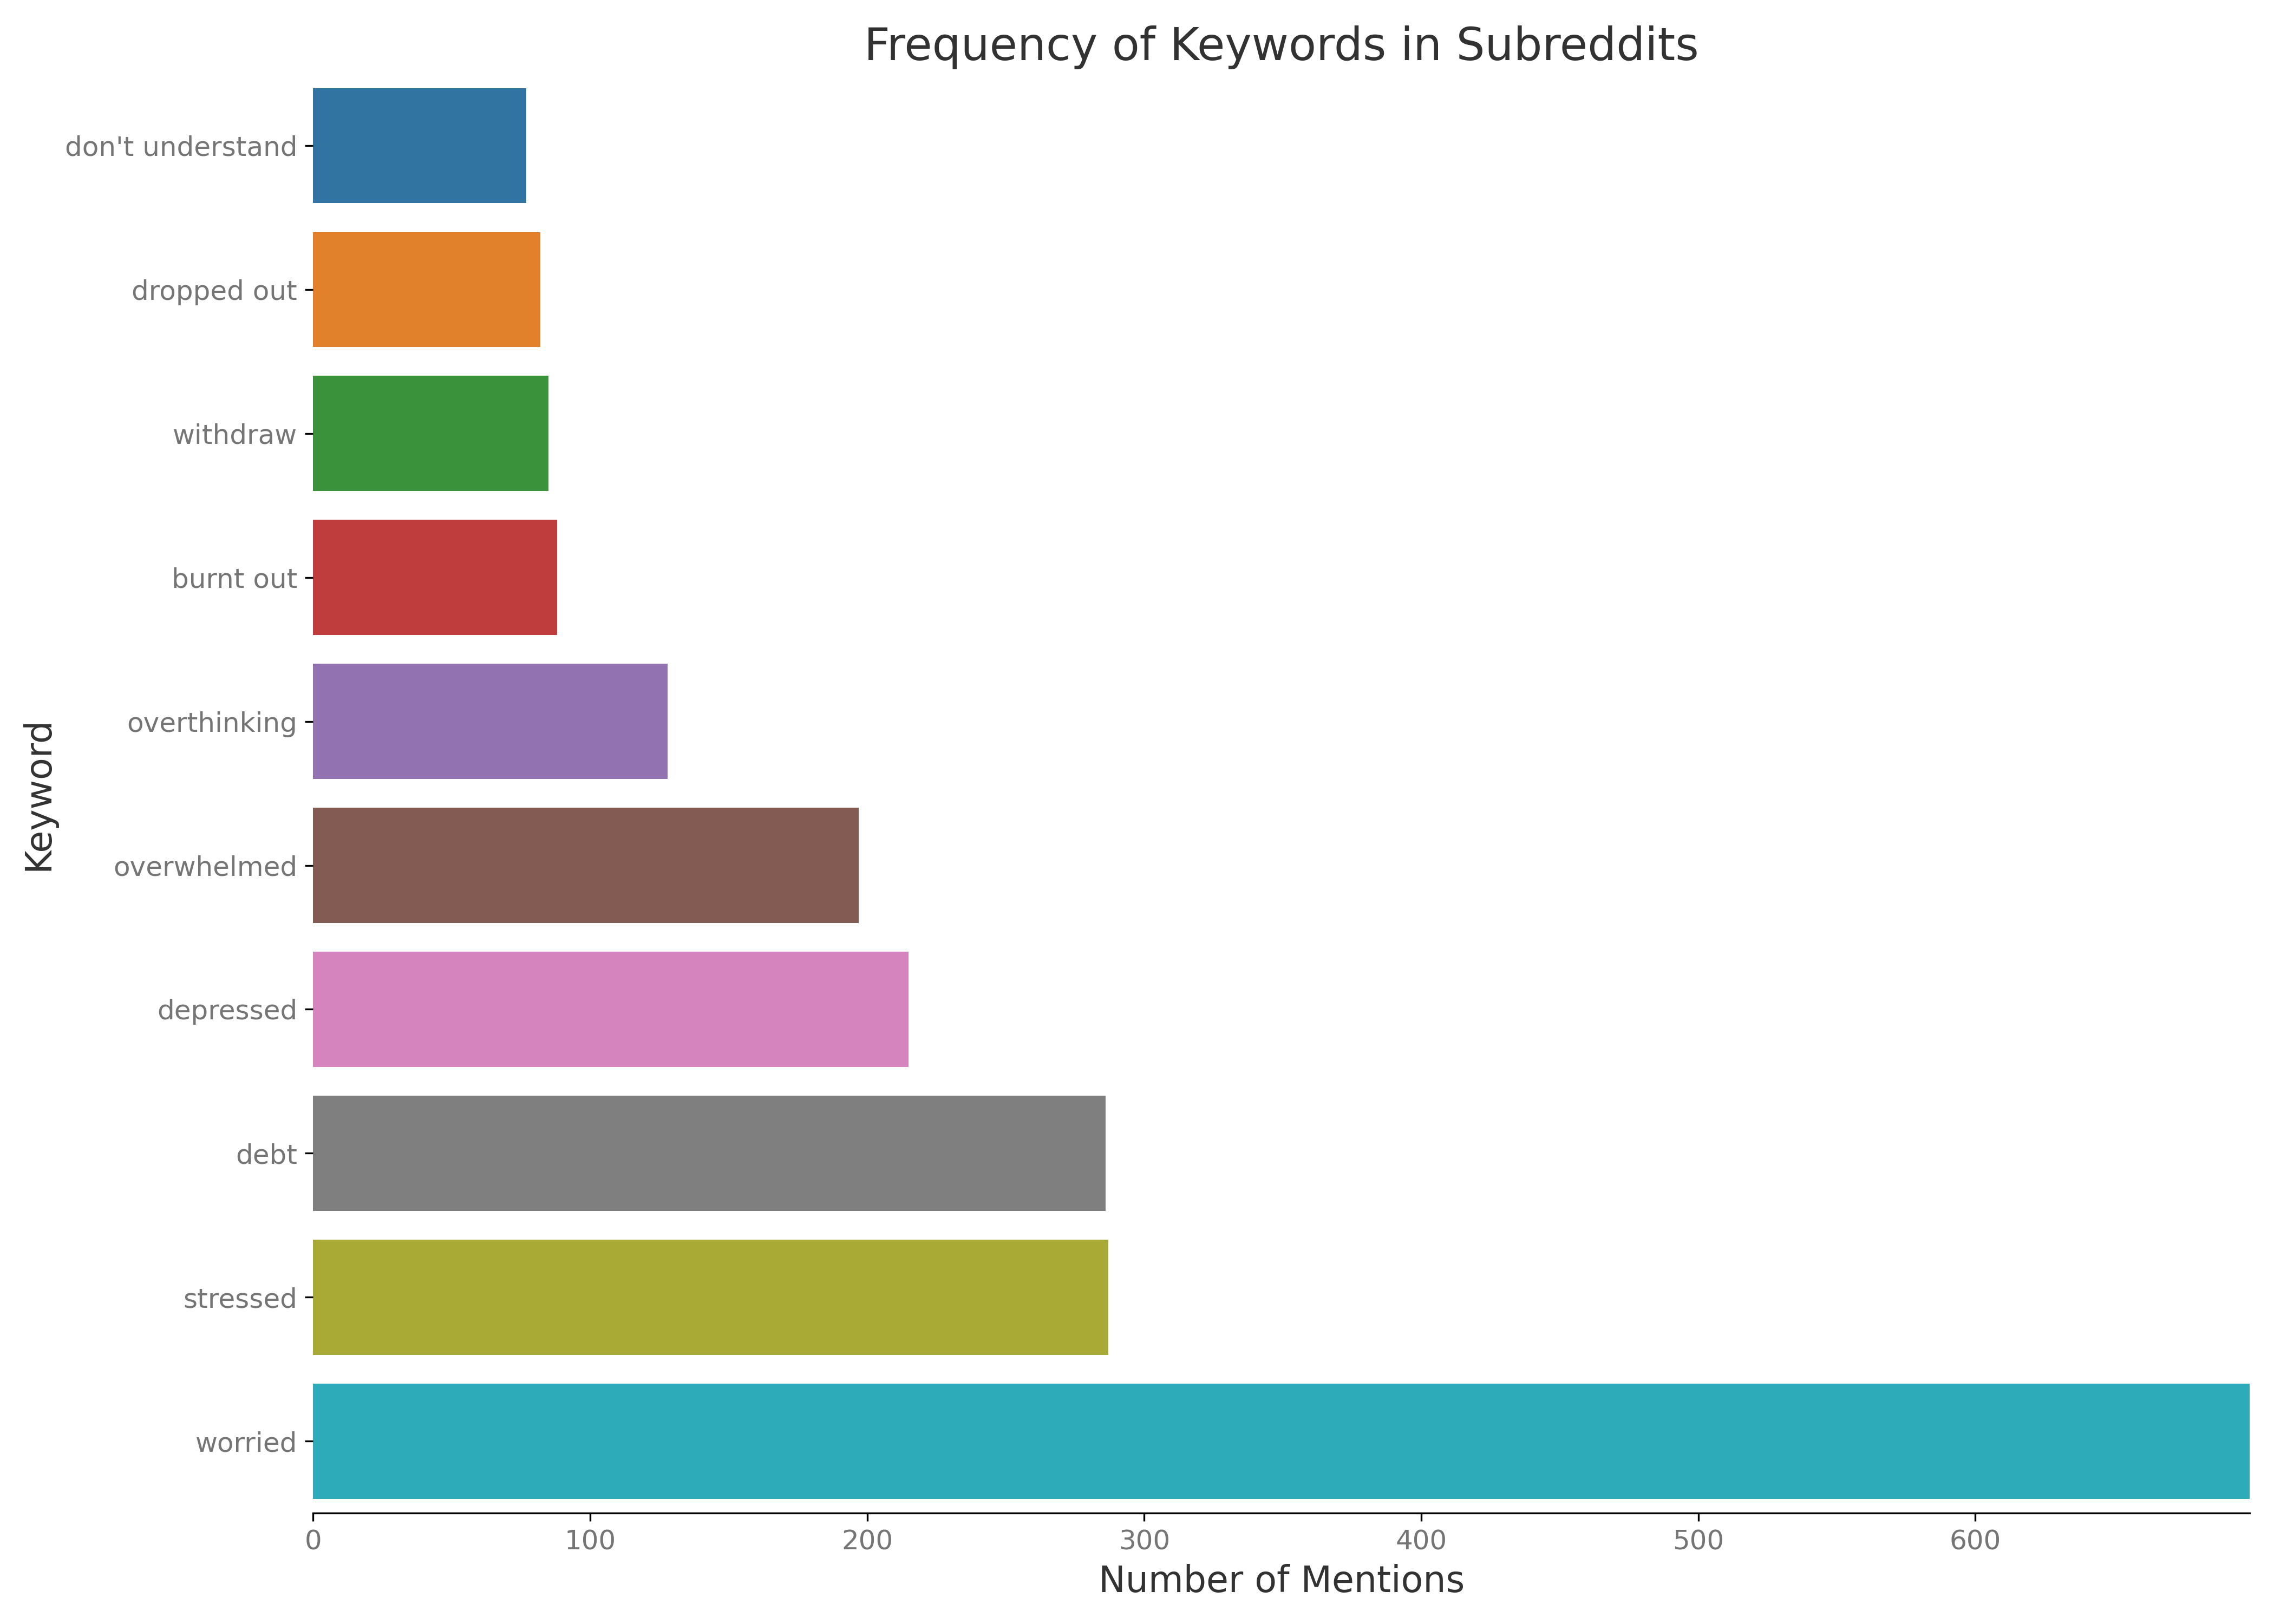 Frequency of Keywords in Subreddits
don't understand
dropped out
withdraw
burnt out
overthinking
overwhelmed
depressed
debt
stressed
worried
Keyword
0 100 200 300 400 500 600
Number of Mentions